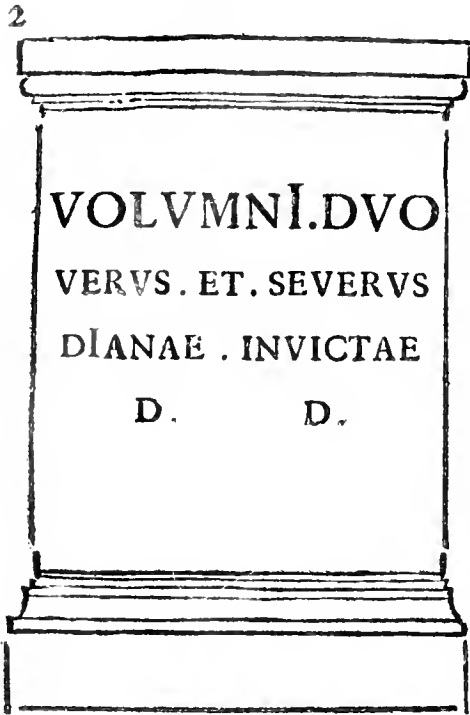 2
VOLVMNI.DVO
VERVS . ET . SEVERVS
DIANAE . INVICTAE
D. D.